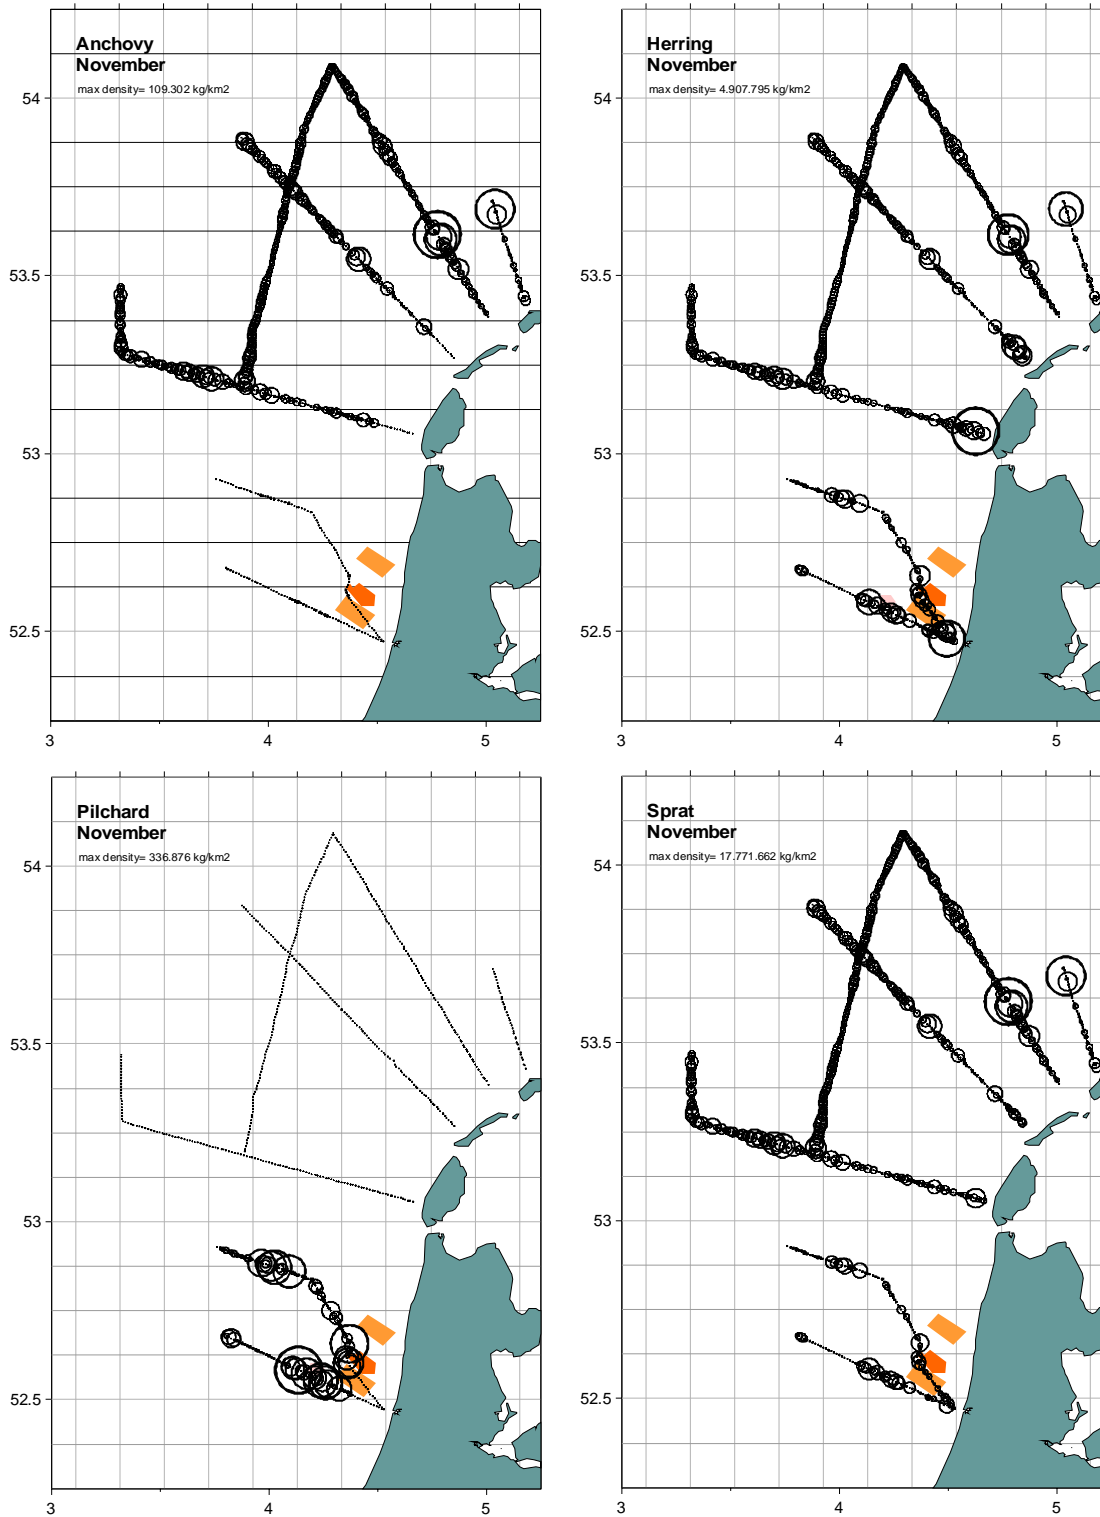 Anchovy
November
max density= 109.302 kg/km2
54
53.5
53
52.5
3
4
5
Herring
November
max density= 4.907.795 kg/km2
54
53.5
53
52.5
3
4
5
Pilchard
November
max density= 336.876 kg/km2
54
53.5
53
52.5
3
4
5
Sprat
November
max density= 17.771.662 kg/km2
54
53.5
53
52.5
3
4
5